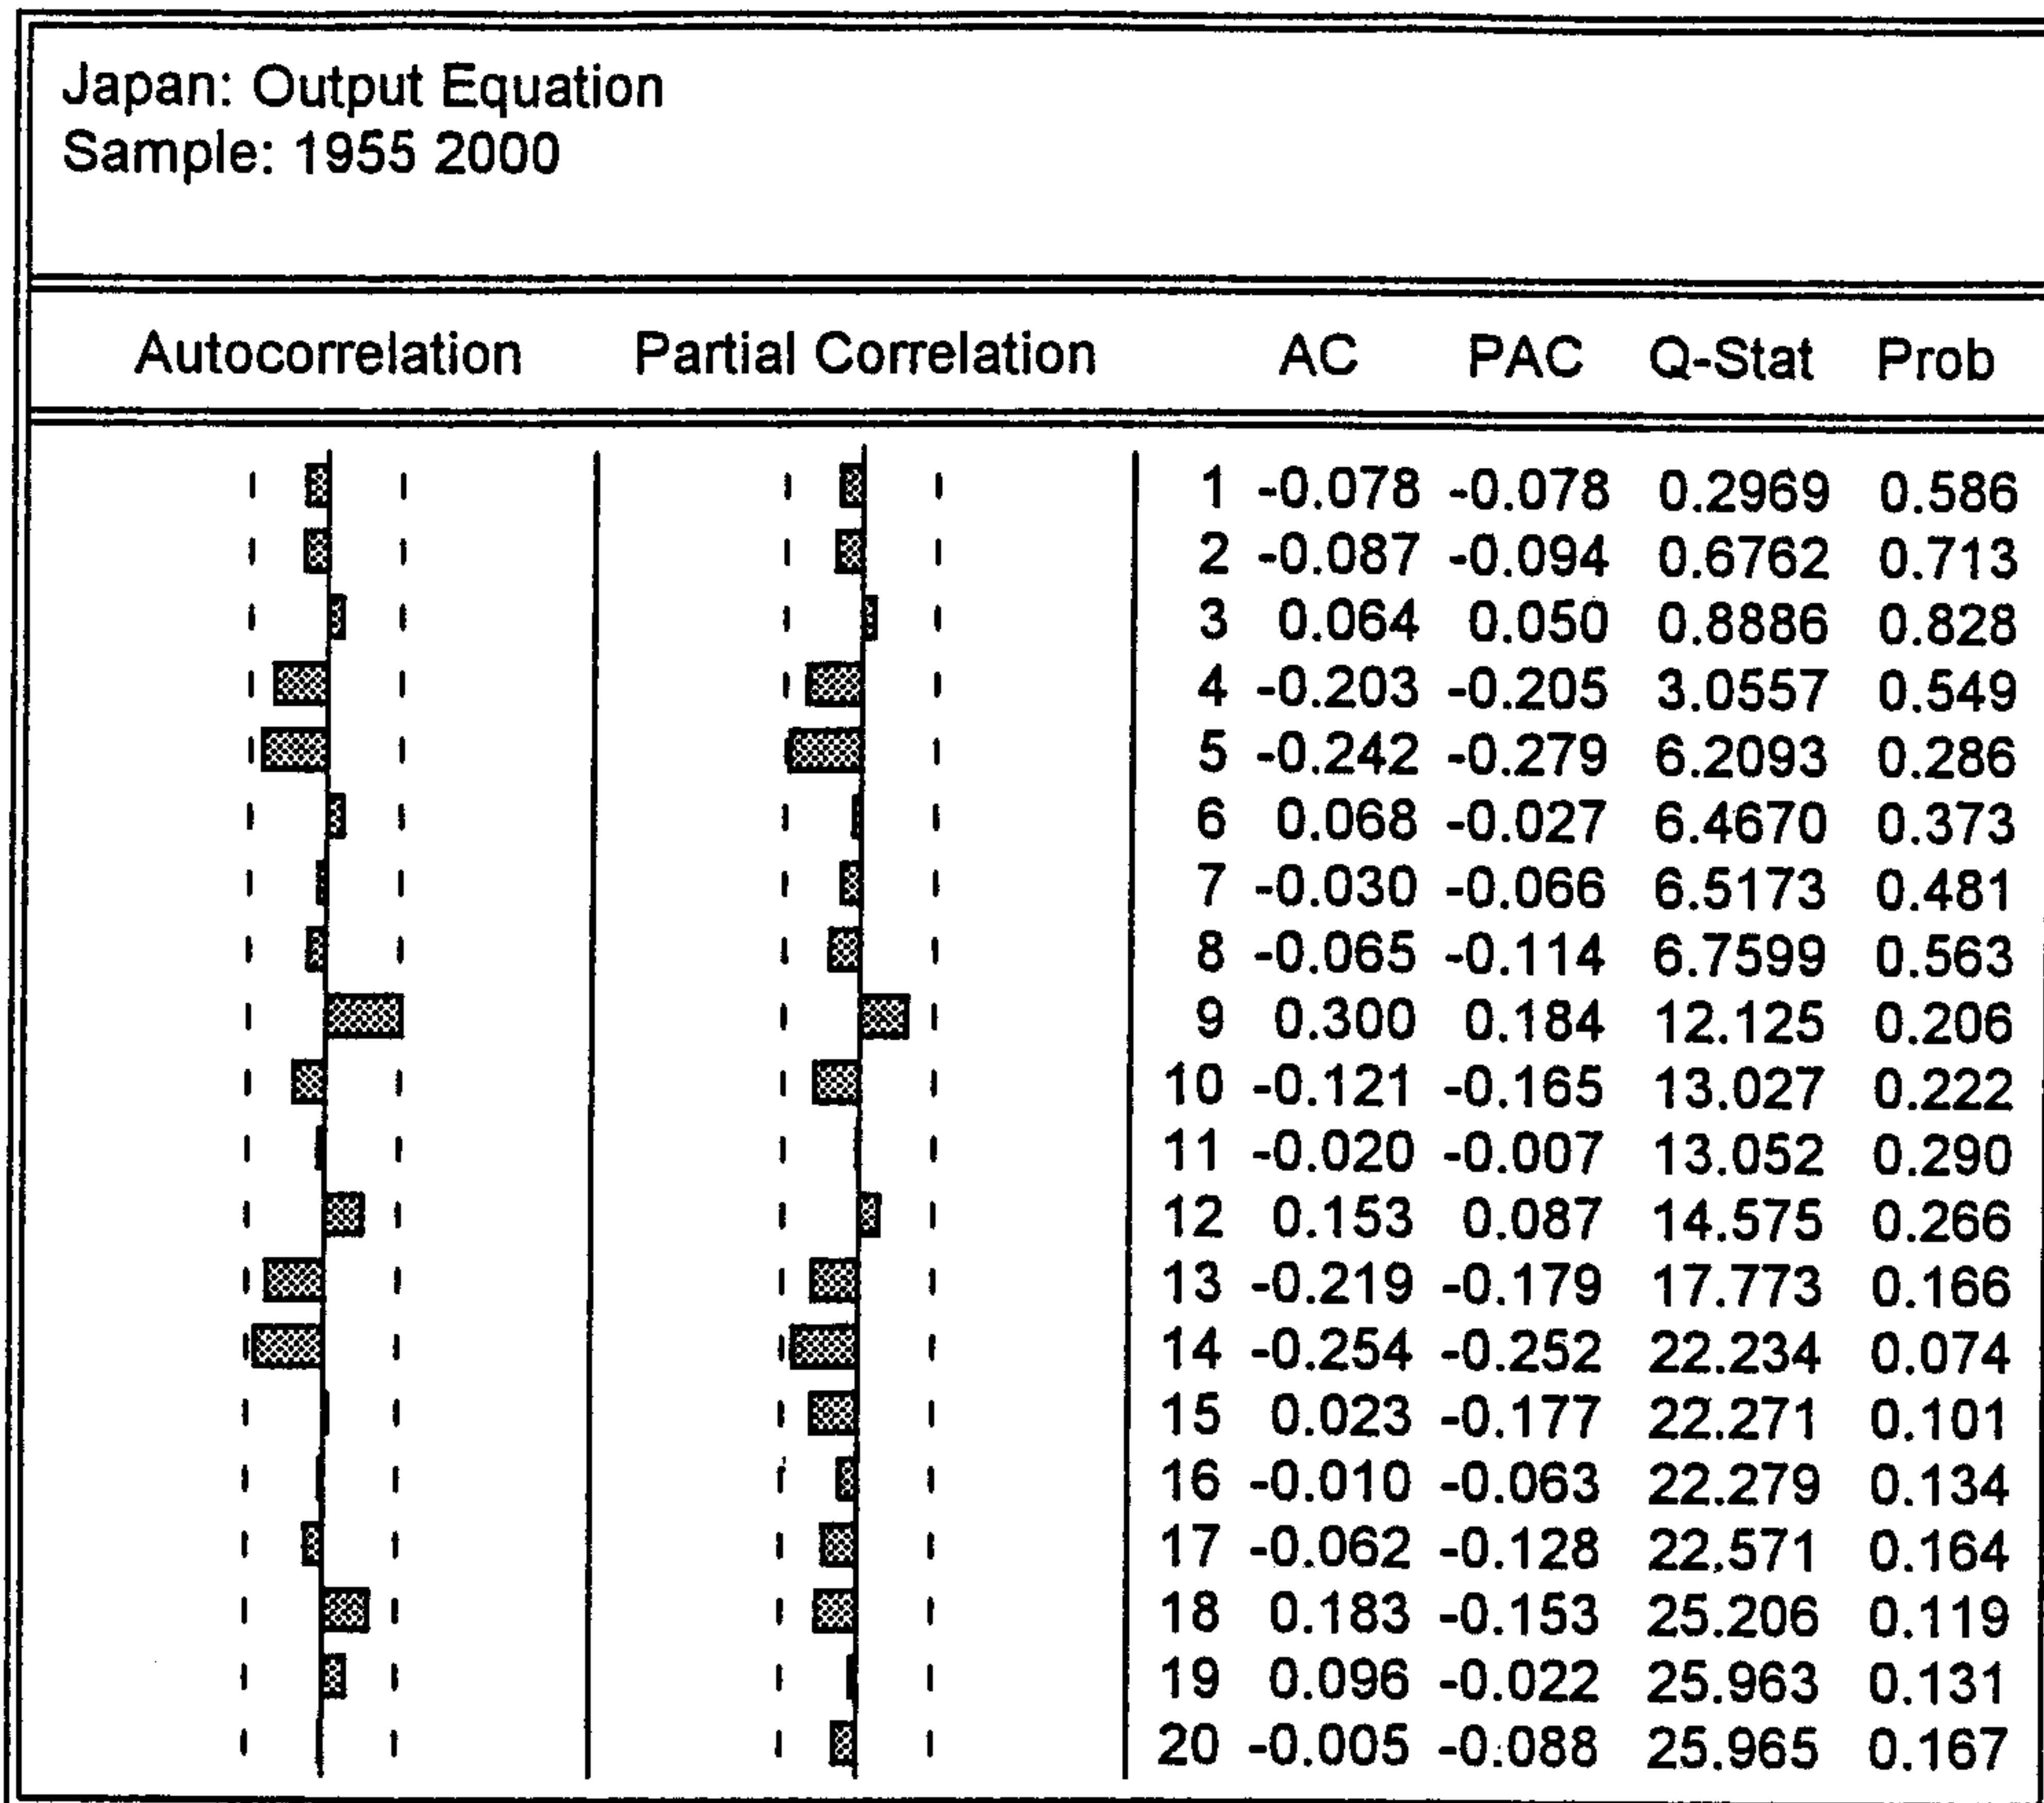 Japan: Output Equation
Sample: 1955 2000
Autocorrelation Partial Correlation AC PAC Q-Stat Prob
1 -0.078 -0.078 0.2969 0.586
2 -0.087 -0.094 0.6762 0.713
3 0.064 0.050 0.8886 0.828
4 -0.203 -0.205 3.0557 0.549
5 -0.242 -0.279 6.2093 0.286
6 0.068 -0.027 6.4670 0.373
7 -0.030 -0.066 6.5173 0.481
8 -0.065 -0.114 6.7599 0.563
9 0.300 0.184 12.125 0.206
10 -0.121 -0.165 13.027 0.222
11 -0.020 -0.007 13.052 0.290
12 0.153 0.087 14.575 0.266
13 -0.219 -0.179 17.773 0.166
14 -0.254 -0.252 22.234 0.074
15 0.023 -0.177 22.271 0.101
16 -0.010 -0.063 22.279 0.134
17 -0.062 -0.128 22.571 0.164
18 0.183 -0.153 25.206 0.119
19 0.096 -0.022 25.963 0.131
20 -0.005 -0.088 25.965 0.167